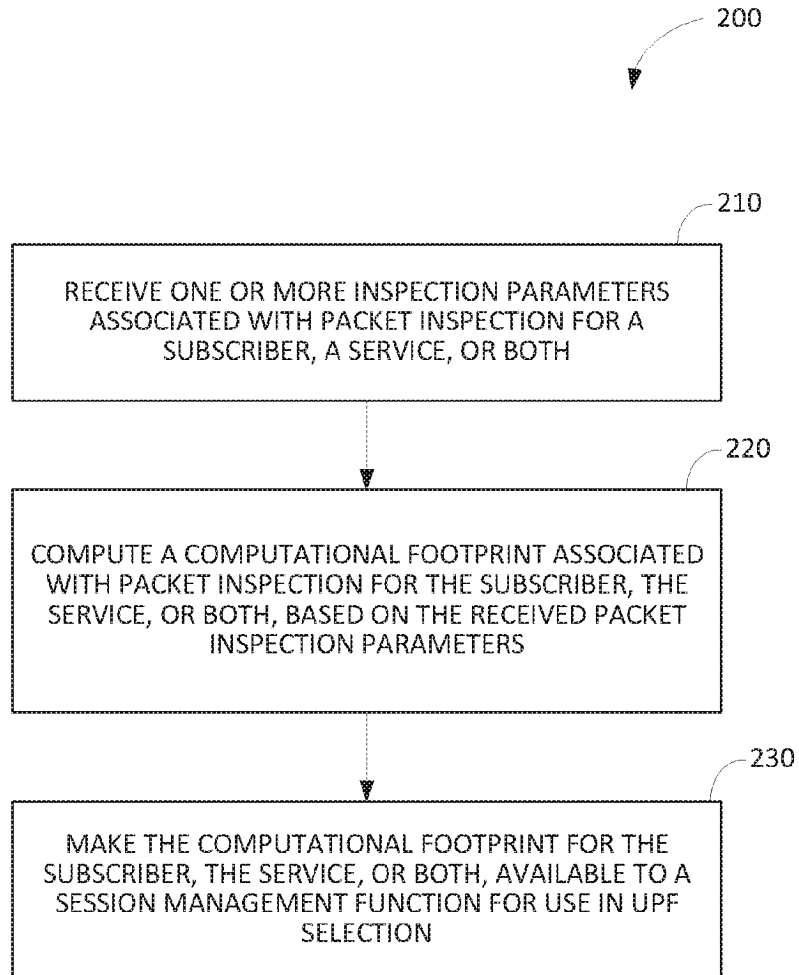 200
210
RECEIVE ONE OR MORE INSPECTION PARAMETERS
ASSOCIATED WITH PACKET INSPECTION FOR A
SUBSCRIBER, A SERVICE, OR BOTH
220
COMPUTE A COMPUTATIONAL FOOTPRINT ASSOCIATED
WITH PACKET INSPECTION FOR THE SUBSCRIBER, THE
SERVICE, OR BOTH, BASED ON THE RECEIVED PACKET
INSPECTION PARAMETERS
230
MAKE THE COMPUTATIONAL FOOTPRINT FOR THE
SUBSCRIBER, THE SERVICE, OR BOTH, AVAILABLE TO A
SESSION MANAGEMENT FUNCTION FOR USE IN UPF
SELECTION